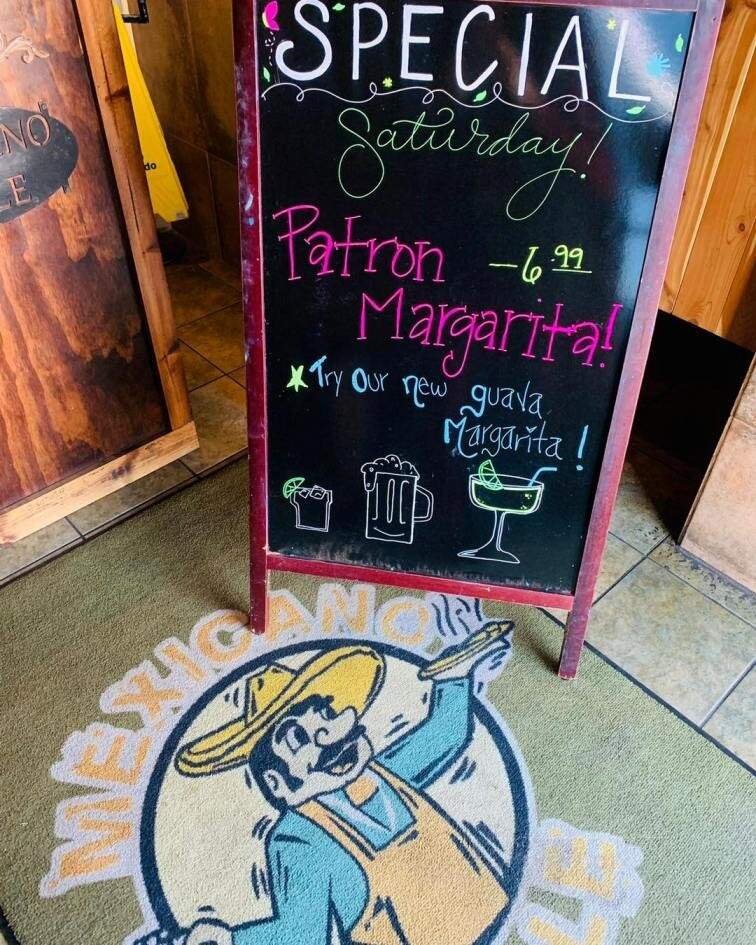 SPECIAL
Saturday!
Patron - 6.99
Margarita!
Try Our new guava
Margarita!
MEXICANO